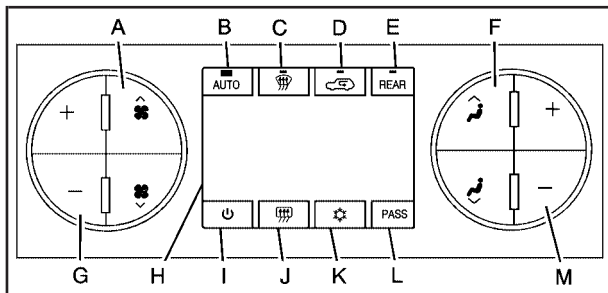 A B C D E F
AUTO REAR
+ +
− −
PASS
G H I J K L M